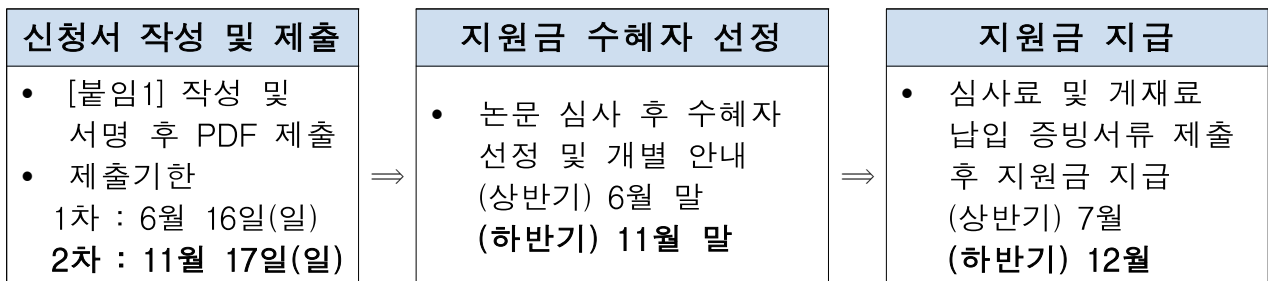 신청서 작성 및 제출
• [붙임1] 작성 및
서명 후 PDF 제출
• 제출기한
1차 : 6월 16일(일)
2차 : 11월 17일(일)
⇒
지원금 수혜자 선정
• 논문 심사 후 수혜자
선정 및 개별 안내
(상반기) 6월 말
(하반기) 11월 말
⇒
지원금 지급
• 심사료 및 게재료
납입 증빙서류 제출
후 지원금 지급
(상반기) 7월
(하반기) 12월